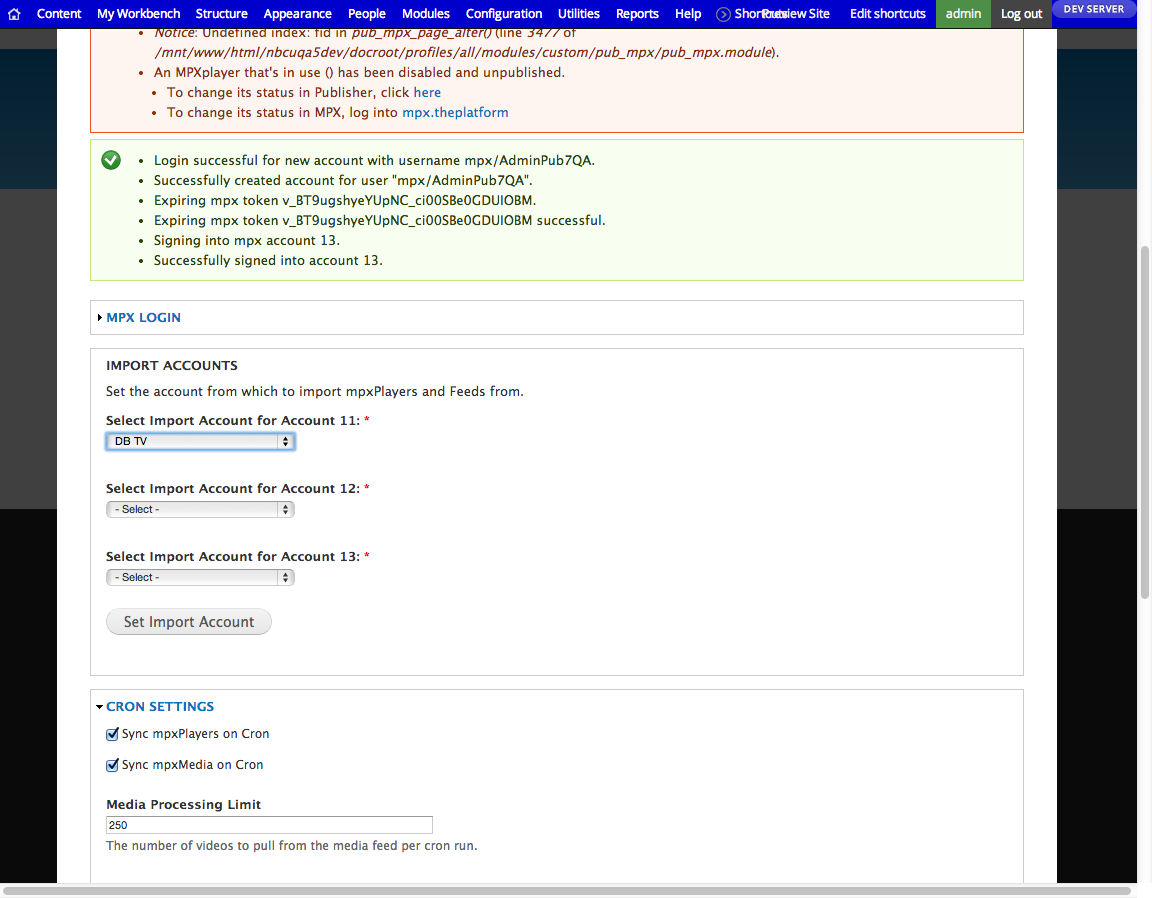 Content My Workbench Structure Appearance People Modules Configuration Utilities Reports Help Shortcuts Preview Site Edit shortcuts admin Log out DEV SERVER
Notice: Undefined index: fid in pub_mpx_page_alter() (line 3477 of
/mnt/www/html/nbcuqa5dev/docroot/profiles/all/modules/custom/pub_mpx/pub_mpx.module).
An MPXplayer that's in use () has been disabled and unpublished.
To change its status in Publisher, click here
To change its status in MPX, log into mpx.theplatform
Login successful for new account with username mpx/AdminPub7QA.
Successfully created account for user "mpx/AdminPub7QA".
Expiring mpx token v_BT9ugshyeYUpNC_ci00SBe0GDUIOBM.
Expiring mpx token v_BT9ugshyeYUpNC_ci00SBe0GDUIOBM successful.
Signing into mpx account 13.
Successfully signed into account 13.
MPX LOGIN
IMPORT ACCOUNTS
Set the account from which to import mpxPlayers and Feeds from.
Select Import Account for Account 11: *
DB TV
Select Import Account for Account 12: *
- Select -
Select Import Account for Account 13: *
- Select -
Set Import Account
CRON SETTINGS
Sync mpxPlayers on Cron
Sync mpxMedia on Cron
Media Processing Limit
250
The number of videos to pull from the media feed per cron run.